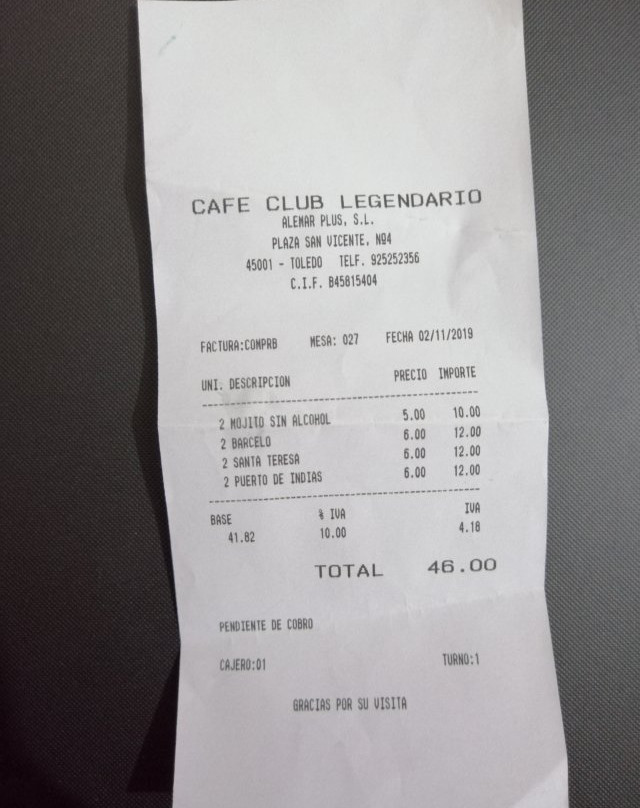 CAFE CLUB LEGENDARIO
ALEMAR PLUS, S.L.
PLAZA SAN VICENTE, Nº4
45001 - TOLEDO TELF. 925252356
C.I.F. B45815404
FACTURA:COMPRB MESA: 027 FECHA 02/11/2019
UNI. DESCRIPCION PRECIO IMPORTE
2 MOJITO SIN ALCOHOL 5.00 10.00
2 BARCELO 6.00 12.00
2 SANTA TERESA 6.00 12.00
2 PUERTO DE INDIAS 6.00 12.00
BASE % IVA IVA
41.82 10.00 4.18
TOTAL 46.00
PENDIENTE DE COBRO
CAJERO:01 TURNO:1
GRACIAS POR SU VISITA